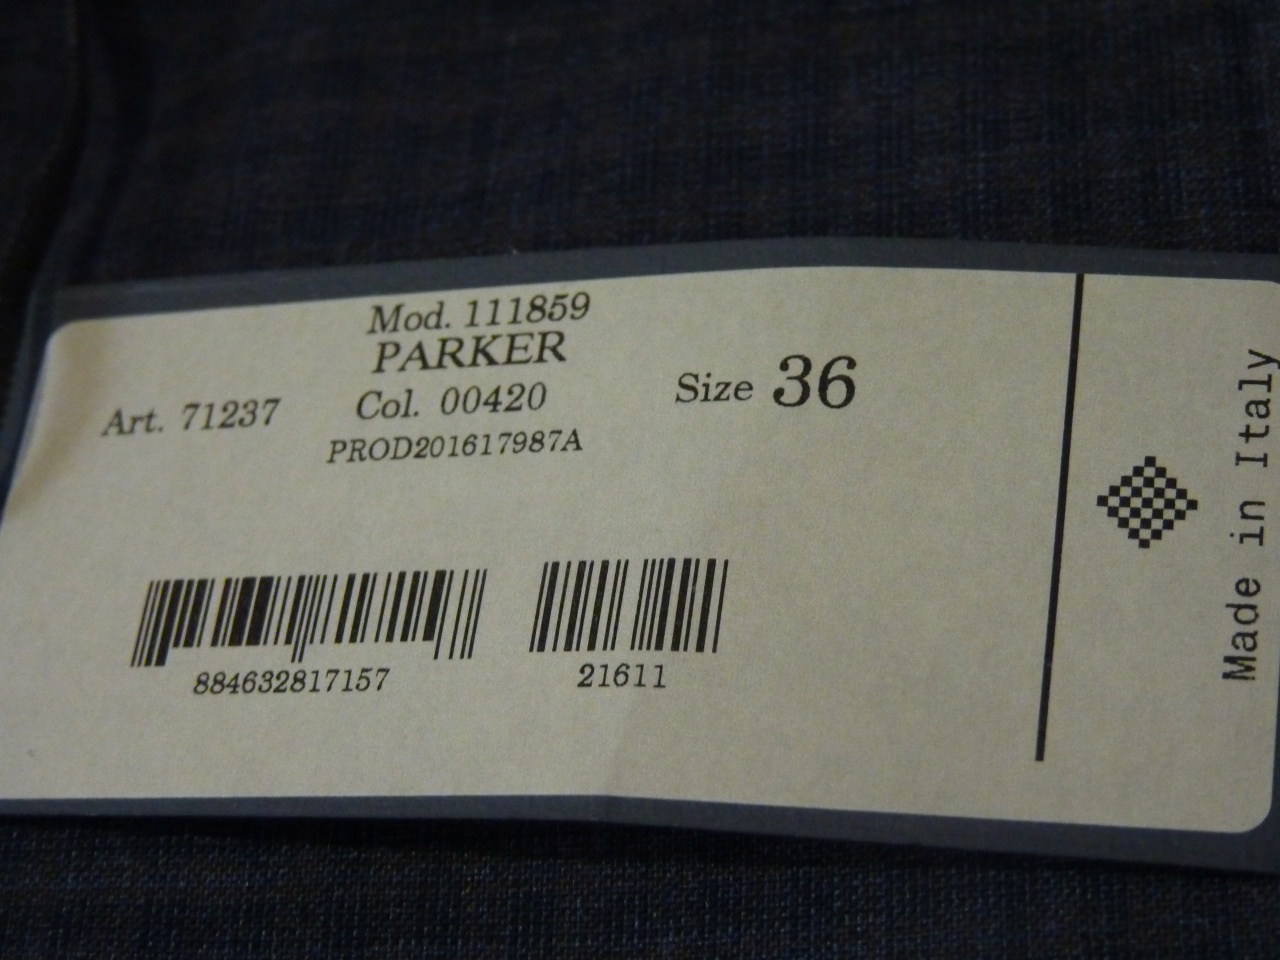 Mod. 111859
PARKER
Art. 71237
Col. 00420
Size 36
PROD201617987A
884632817157
21611
Made in Italy